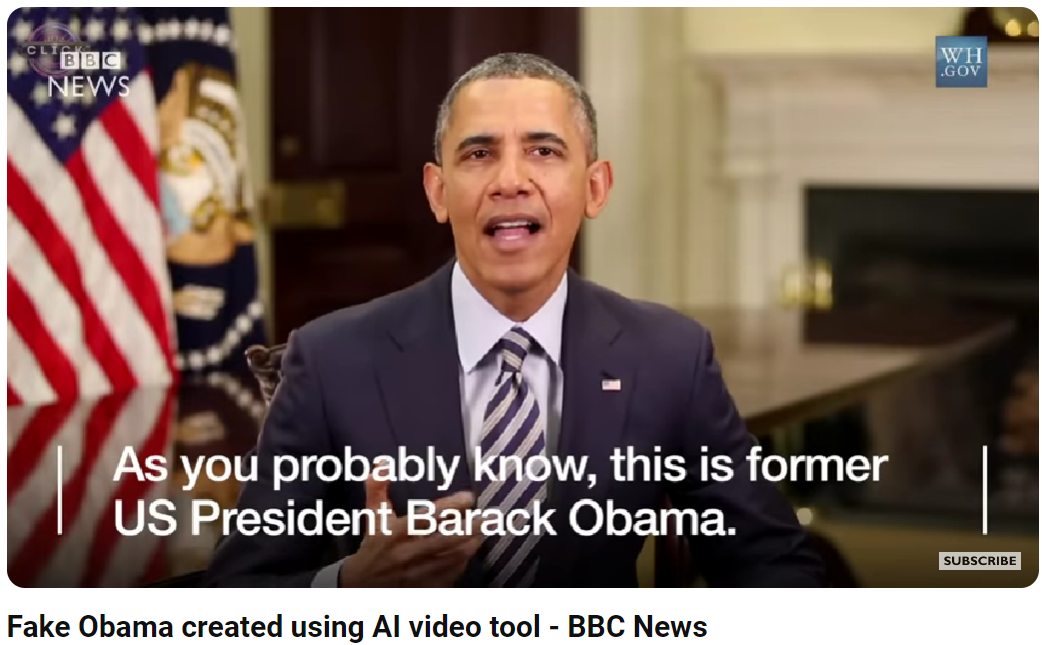 CLICK
BBC
NEWS
WH
.GOV
As you probably know, this is former
US President Barack Obama.
SUBSCRIBE
Fake Obama created using AI video tool - BBC News